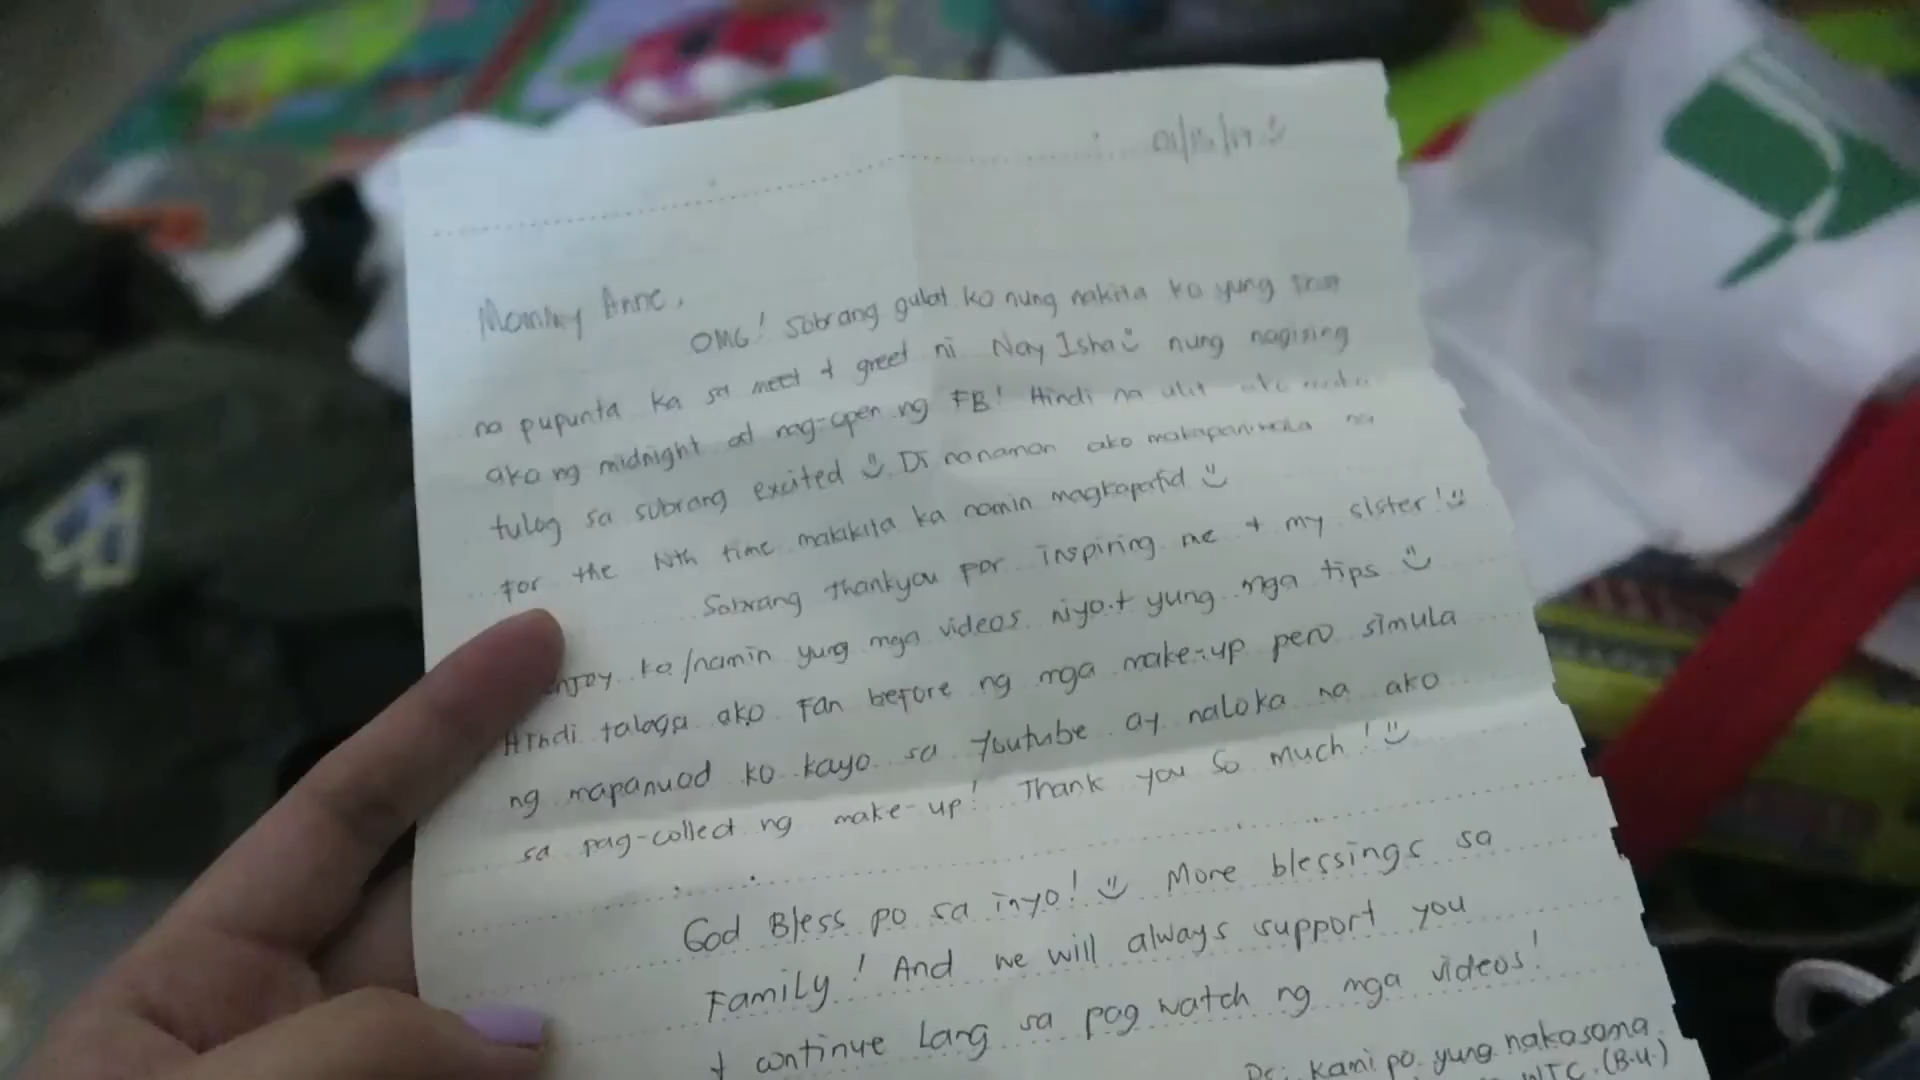 Mommy Anne,
OMG! Sobrang gulat ko nung nakita ko yung
na pupunta ka sa meet + greet ni Nay Isha nung nagising
ako ng midnight at nag-open ng FB! Hindi na ulit
tulog sa sobrang excited Di nanaman ako makapaniwala na
for the Nth time makikita ka namin magkapatid
Sobrang thankyou for inspiring me + my sister!
Enjoy ko/namin yung mga videos niyo + yung mga tips
Hindi talaga ako Fan before ng mga make-up pero simula
ng mapanuod ko kayo sa Youtube ay naloka na ako
sa pag-collect ng make-up! Thank you so much!
God Bless po sa inyo! More blessings sa
Family! And we will always support you
+ continue lang sa pag watch ng mga videos!
Ps: Kami po yung nakasama
WTC. (B.U.)